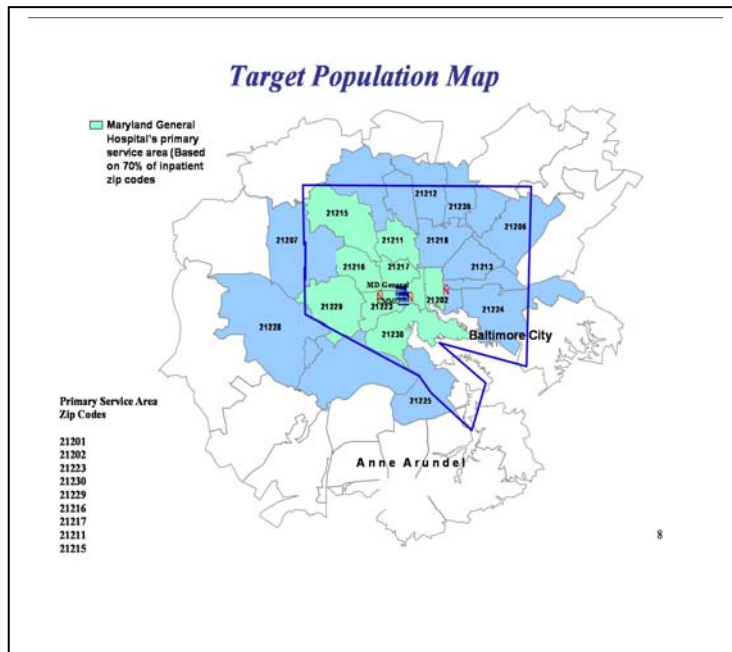 Target Population Map
Maryland General
Hospital's primary
service area (Based
on 70% of inpatient
zip codes
21212
21239
21206
21215
21207
21211
21218
21216
21217
21213
MD General
21229
21223
21202
21224
21228
21230
Baltimore City
21225
Primary Service Area
Zip Codes
Anne Arundel
21201
21202
21223
21230
21229
21216
21217
21211
21215
8